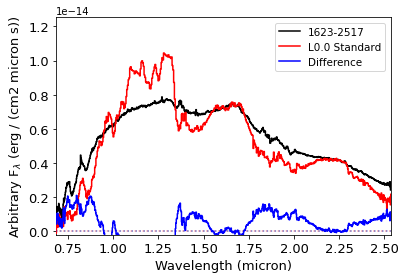 1e−14
1623-2517
L0.0 Standard
Difference
Arbitrary Fλ (erg / (cm2 micron s))
1.2
1.0
0.8
0.6
0.4
0.2
0.0
0.75 1.00 1.25 1.50 1.75 2.00 2.25 2.50
Wavelength (micron)